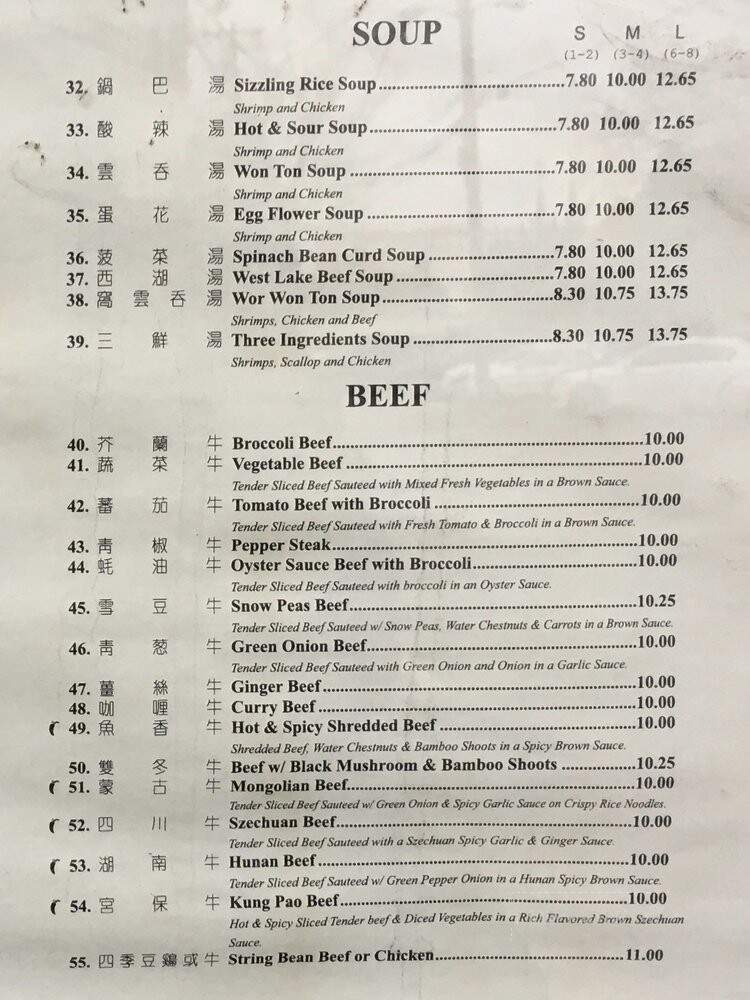 SOUP
S M L
(1-2) (3-4) (6-8)
32. 鍋巴湯 Sizzling Rice Soup 7.80 10.00 12.65
Shrimp and Chicken
33. 酸辣湯 Hot & Sour Soup 7.80 10.00 12.65
Shrimp and Chicken
34. 雲吞湯 Won Ton Soup 7.80 10.00 12.65
Shrimp and Chicken
35. 蛋花湯 Egg Flower Soup 7.80 10.00 12.65
Shrimp and Chicken
36. 菠菜湯 Spinach Bean Curd Soup 7.80 10.00 12.65
37. 西湖湯 West Lake Beef Soup 7.80 10.00 12.65
38. 窩雲吞湯 Wor Won Ton Soup 8.30 10.75 13.75
Shrimps, Chicken and Beef
39. 三鮮湯 Three Ingredients Soup 8.30 10.75 13.75
Shrimps, Scallop and Chicken
BEEF
40. 芥蘭牛 Broccoli Beef 10.00
41. 蔬菜牛 Vegetable Beef 10.00
Tender Sliced Beef Sauteed with Mixed Fresh Vegetables in a Brown Sauce.
42. 蕃茄牛 Tomato Beef with Broccoli 10.00
Tender Sliced Beef Sauteed with Fresh Tomato & Broccoli in a Brown Sauce.
43. 靑椒牛 Pepper Steak 10.00
44. 蚝油牛 Oyster Sauce Beef with Broccoli 10.00
Tender Sliced Beef Sauteed with broccoli in an Oyster Sauce.
45. 雪豆牛 Snow Peas Beef 10.25
Tender Sliced Beef Sauteed w/ Snow Peas, Water Chestnuts & Carrots in a Brown Sauce.
46. 靑葱牛 Green Onion Beef 10.00
Tender Sliced Beef Sauteed with Green Onion and Onion in a Garlic Sauce.
47. 薑絲牛 Ginger Beef 10.00
48. 咖喱牛 Curry Beef 10.00
49. 魚香牛 Hot & Spicy Shredded Beef 10.00
Shredded Beef, Water Chestnuts & Bamboo Shoots in a Spicy Brown Sauce.
50. 雙冬牛 Beef w/ Black Mushroom & Bamboo Shoots 10.25
51. 蒙古牛 Mongolian Beef 10.00
Tender Sliced Beef Sauteed w/ Green Onion & Spicy Garlic Sauce on Crispy Rice Noodles.
52. 四川牛 Szechuan Beef 10.00
Tender Sliced Beef Sauteed with a Szechuan Spicy Garlic & Ginger Sauce.
53. 湖南牛 Hunan Beef 10.00
Tender Sliced Beef Sauteed w/ Green Pepper Onion in a Hunan Spicy Brown Sauce.
54. 宮保牛 Kung Pao Beef 10.00
Hot & Spicy Sliced Tender beef & Diced Vegetables in a Rich Flavored Brown Szechuan
Sauce.
55. 四季豆鷄或牛 String Bean Beef or Chicken 11.00